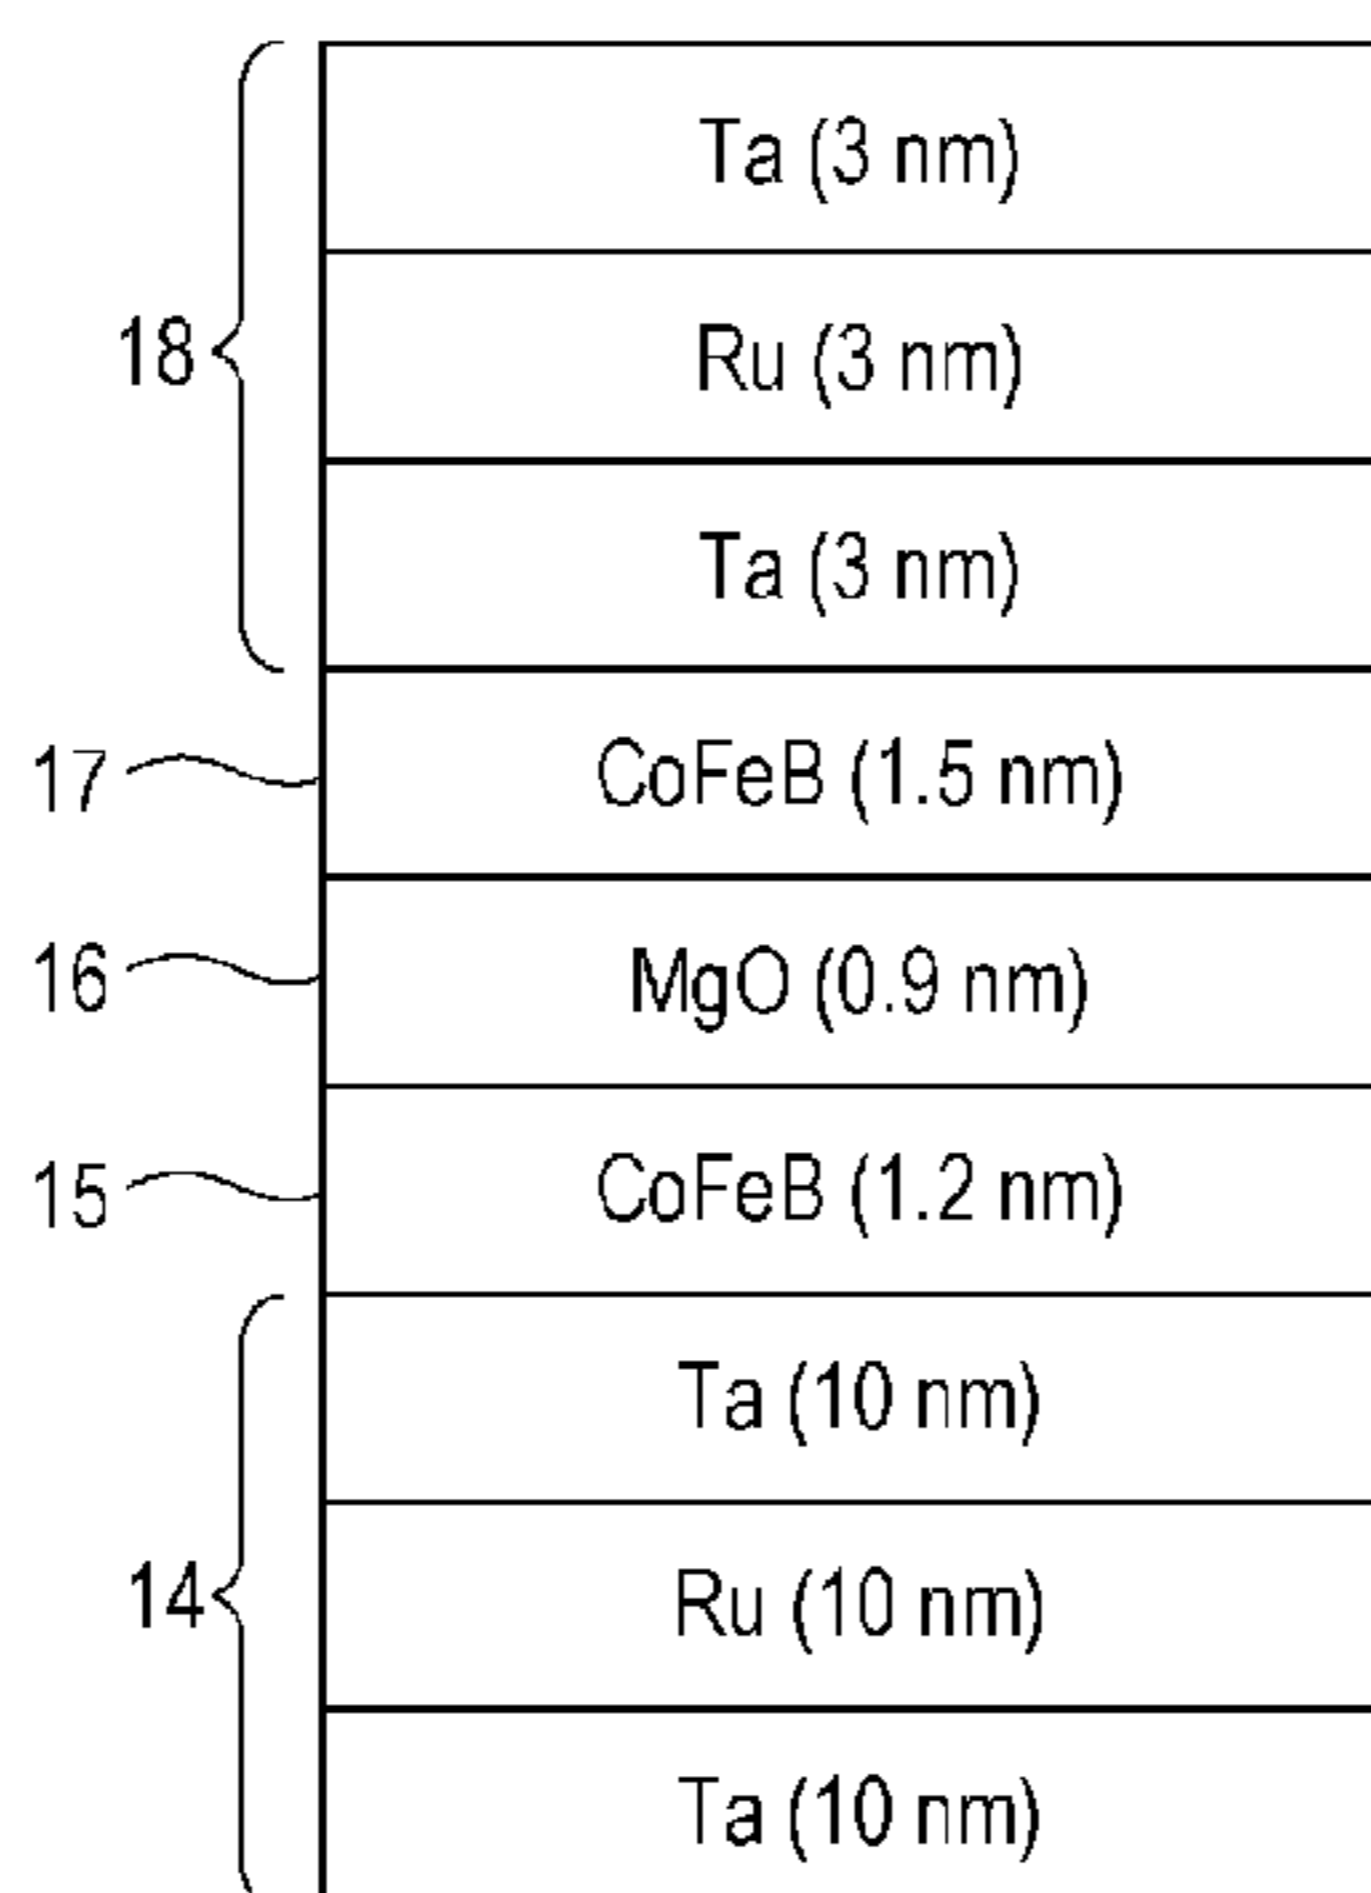 Ta (3 nm)
18
Ru (3 nm)
Ta (3 nm)
17
CoFeB (1.5 nm)
16
MgO (0.9 nm)
15
CoFeB (1.2 nm)
Ta (10 nm)
14
Ru (10 nm)
Ta (10 nm)